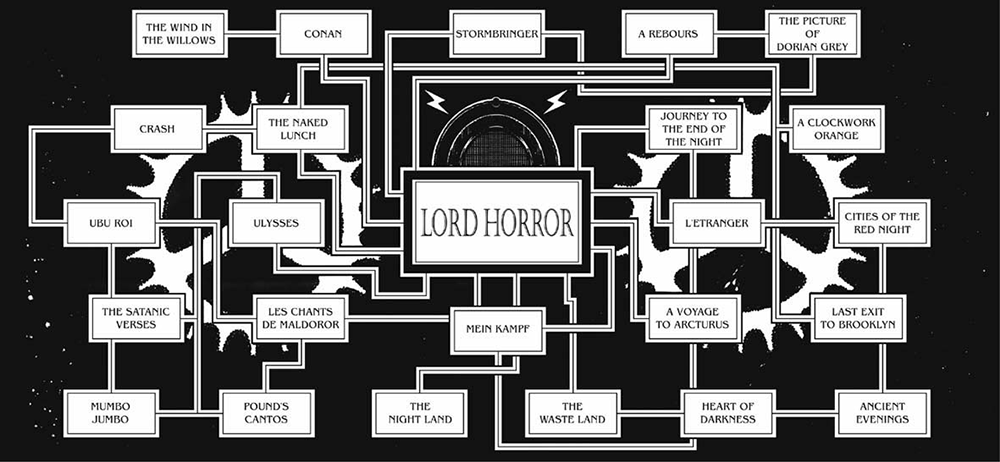 THE WIND IN
THE WILLOWS
CONAN
STORMBRINGER
A REBOURS
THE PICTURE
OF
DORIAN GREY
CRASH
THE NAKED
LUNCH
JOURNEY TO
THE END OF
THE NIGHT
A CLOCKWORK
ORANGE
UBU ROI
ULYSSES
LORD HORROR
L'ETRANGER
CITIES OF THE
RED NIGHT
THE SATANIC
VERSES
LES CHANTS
DE MALDOROR
MEIN KAMPF
A VOYAGE
TO ARCTURUS
LAST EXIT
TO BROOKLYN
MUMBO
JUMBO
POUND'S
CANTOS
THE
NIGHT LAND
THE
WASTE LAND
HEART OF
DARKNESS
ANCIENT
EVENINGS